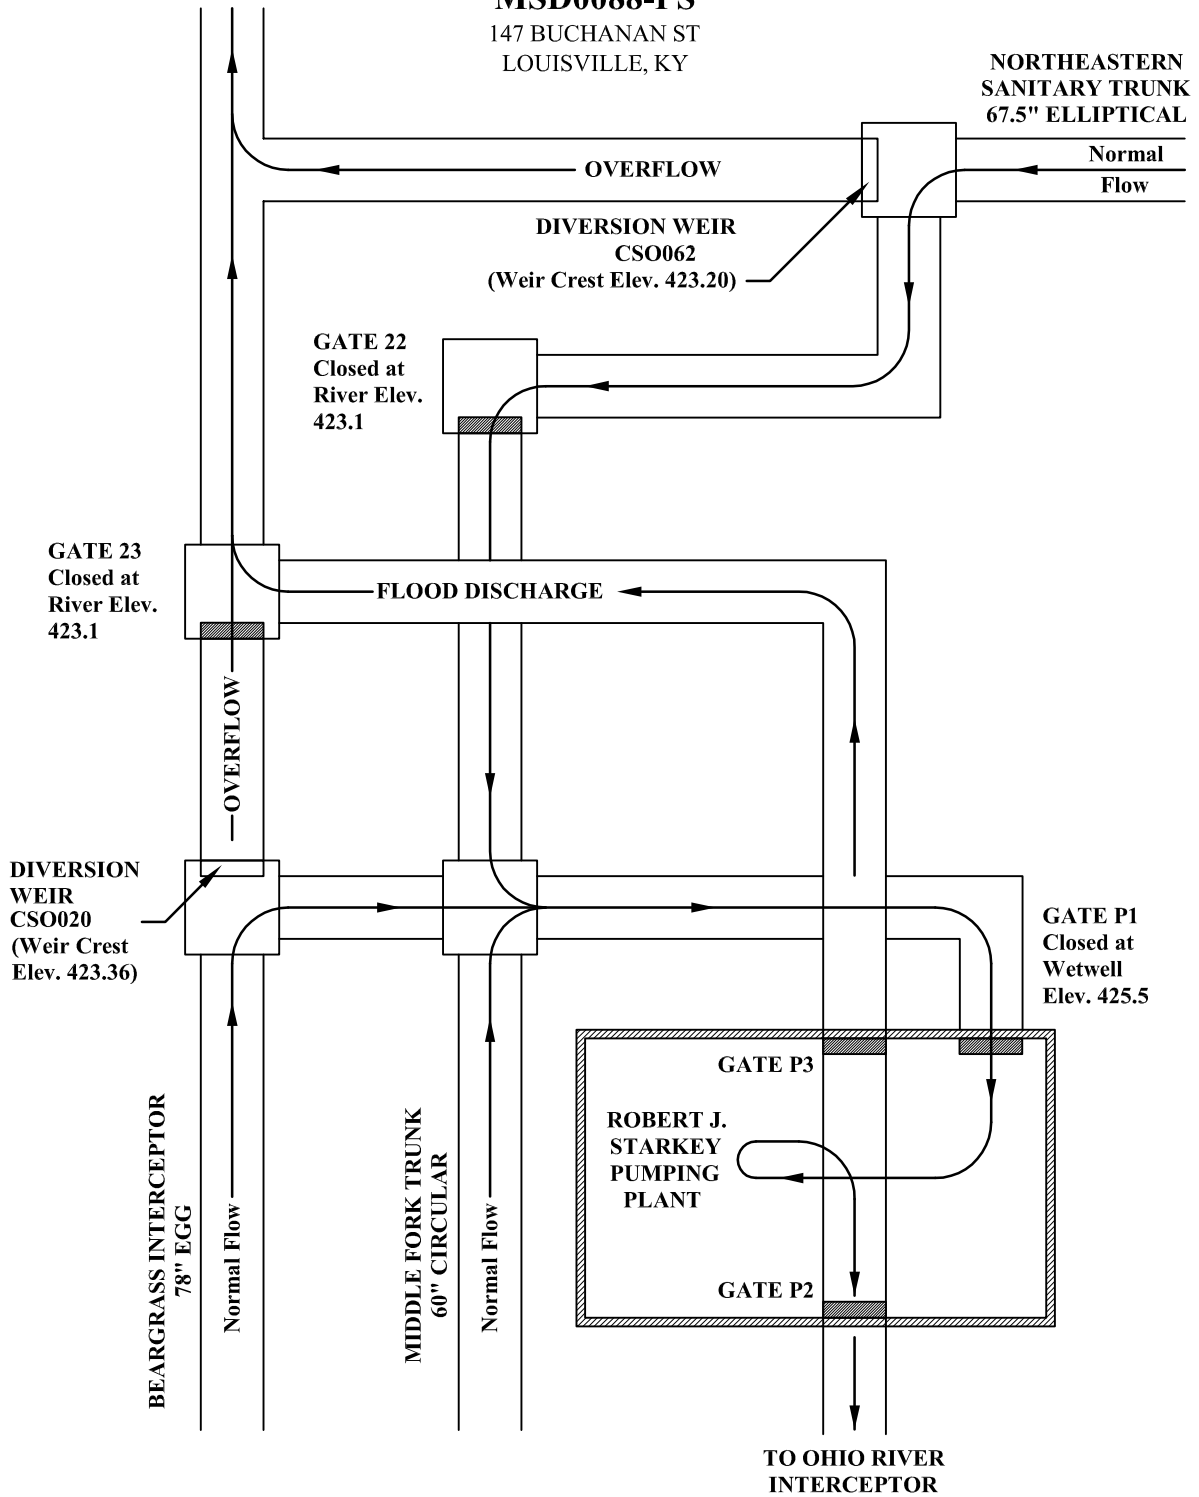 MSD0088-PS
147 BUCHANAN ST
LOUISVILLE, KY
NORTHEASTERN
SANITARY TRUNK
67.5" ELLIPTICAL
Normal
Flow
OVERFLOW
DIVERSION WEIR
CSO062
(Weir Crest Elev. 423.20)
GATE 22
Closed at
River Elev.
423.1
GATE 23
Closed at
River Elev.
423.1
FLOOD DISCHARGE
OVERFLOW
DIVERSION
WEIR
CSO020
(Weir Crest
Elev. 423.36)
GATE P1
Closed at
Wetwell
Elev. 425.5
GATE P3
ROBERT J.
STARKEY
PUMPING
PLANT
GATE P2
BEARGRASS INTERCEPTOR
78" EGG
Normal Flow
MIDDLE FORK TRUNK
60" CIRCULAR
Normal Flow
TO OHIO RIVER
INTERCEPTOR